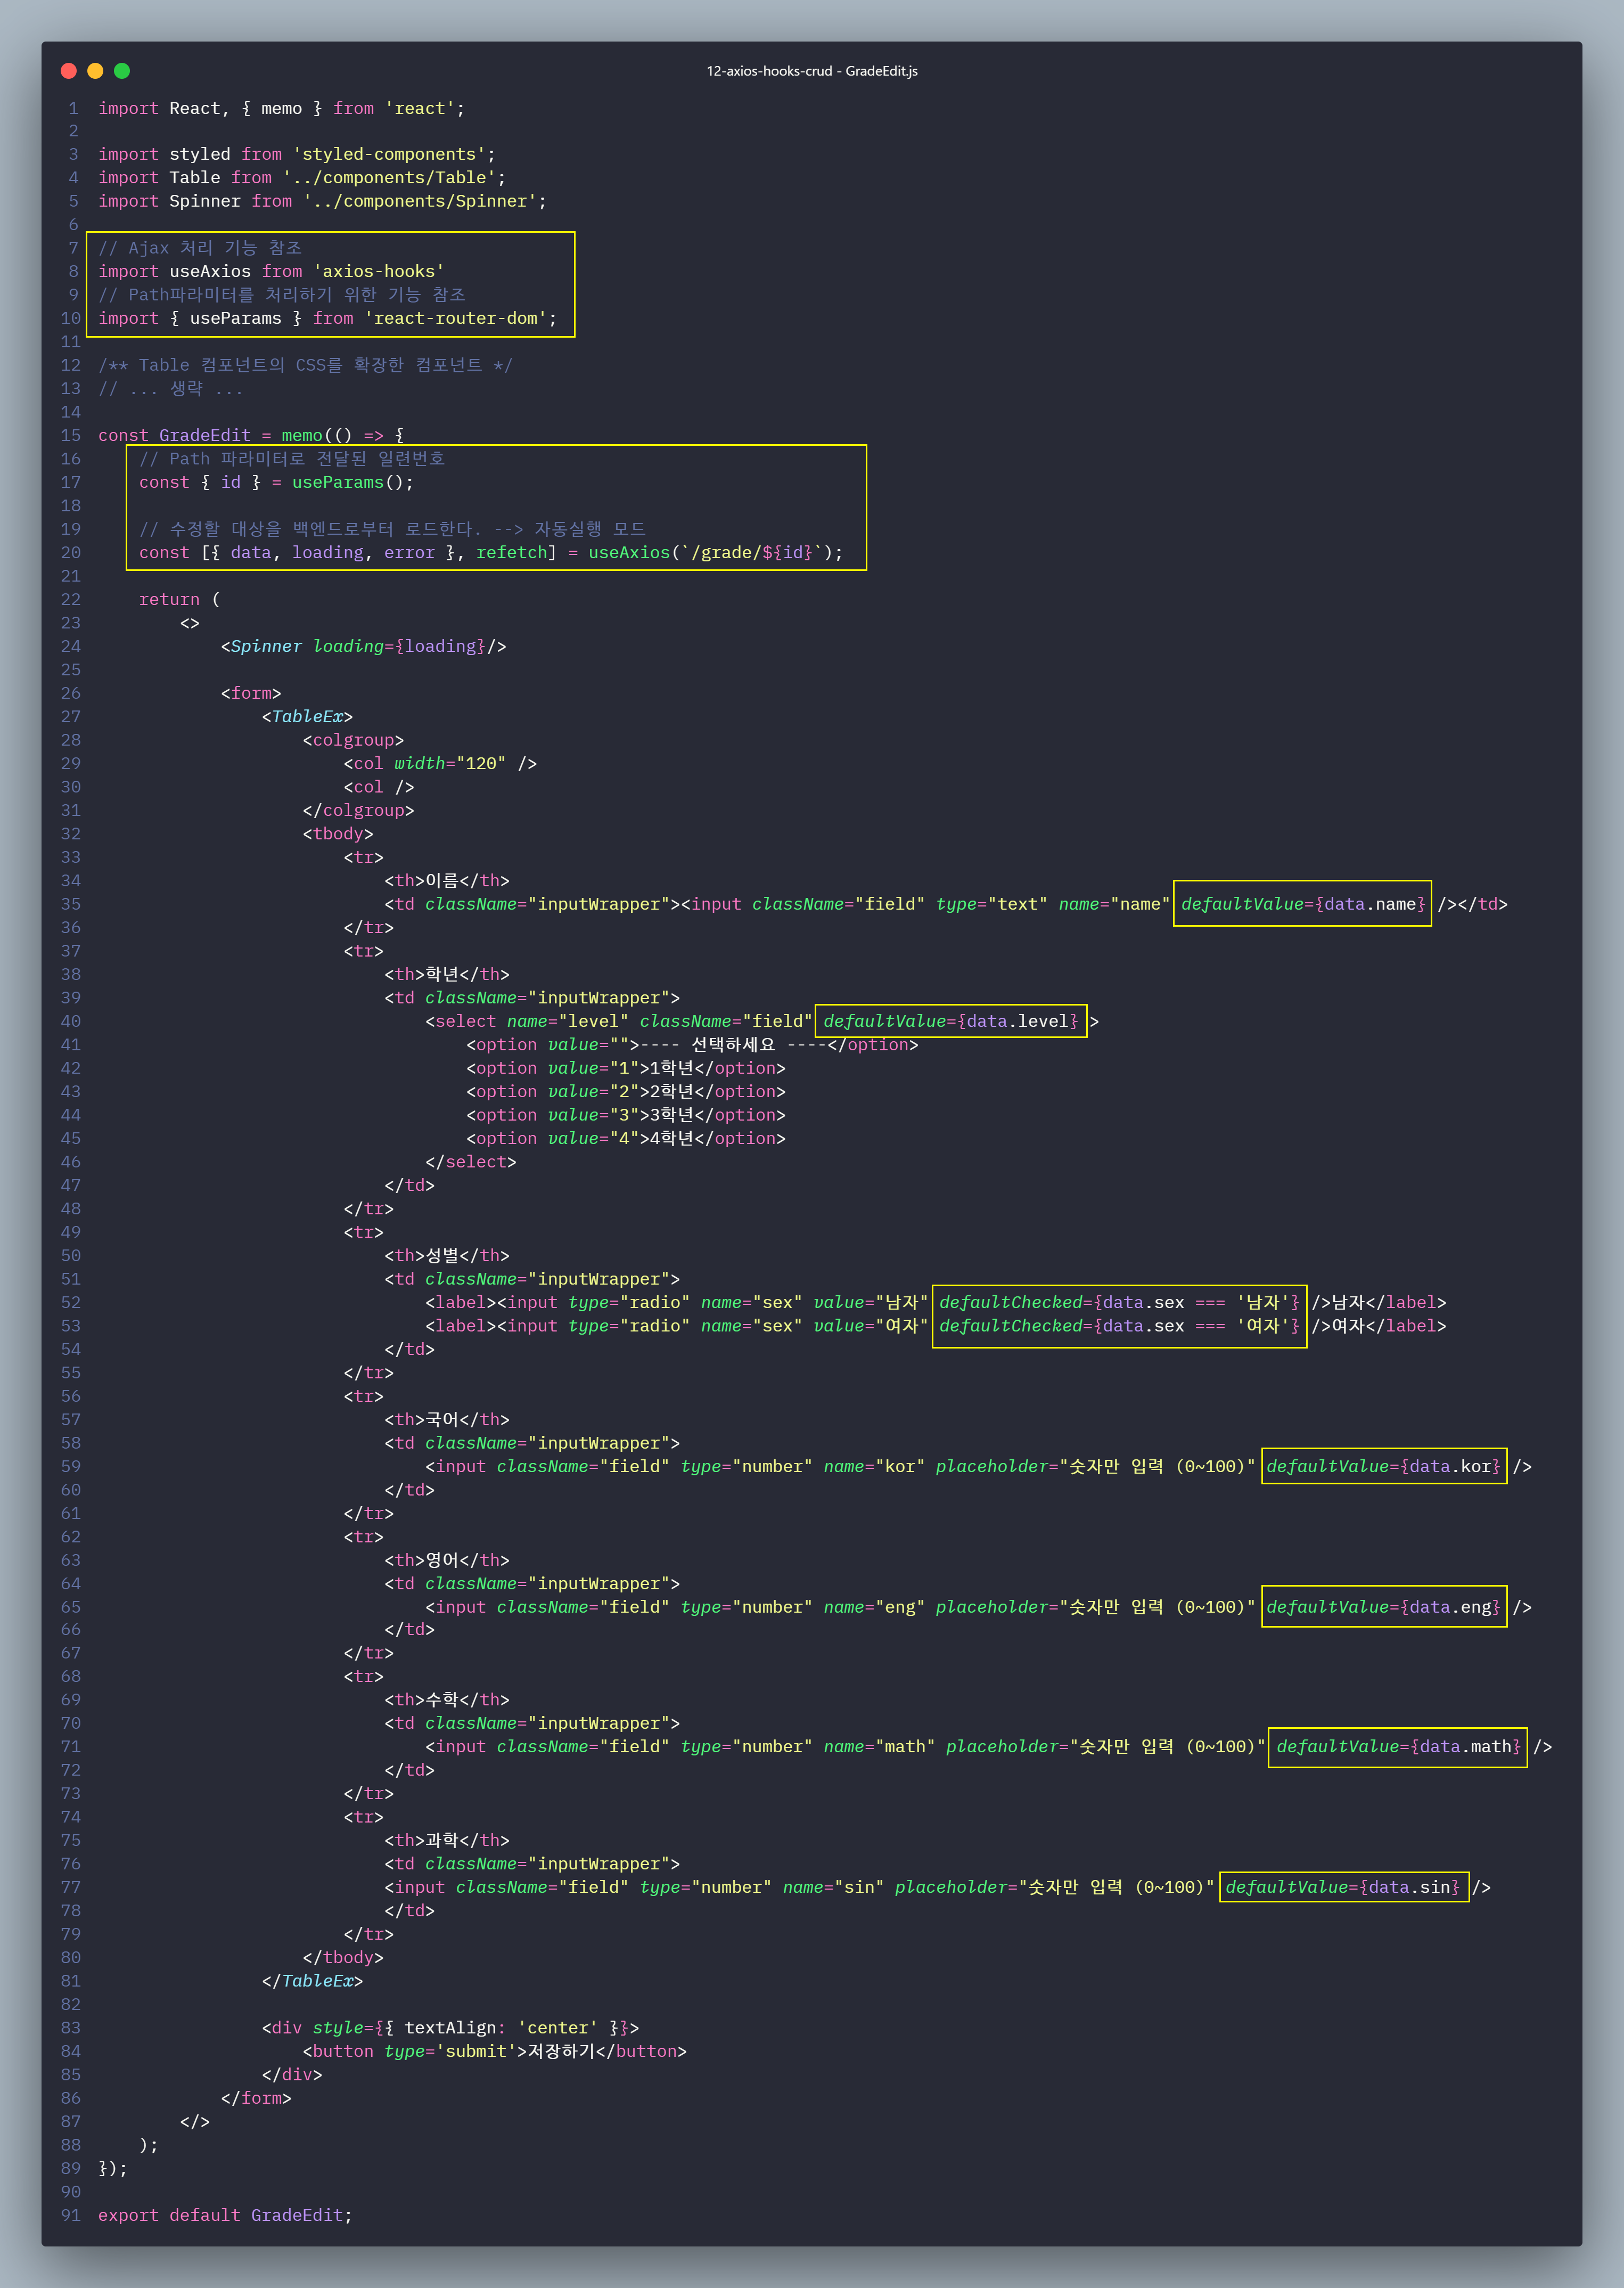 12-axios-hooks-crud - GradeEdit.js
1 import React, { memo } from 'react';
2
3 import styled from 'styled-components';
4 import Table from '../components/Table';
5 import Spinner from '../components/Spinner';
6
7 // Ajax 처리 기능 참조
8 import useAxios from 'axios-hooks'
9 // Path파라미터를 처리하기 위한 기능 참조
10 import { useParams } from 'react-router-dom';
11
12 /** Table 컴포넌트의 CSS를 확장한 컴포넌트 */
13 // ... 생략 ...
14
15 const GradeEdit = memo(() => {
16     // Path 파라미터로 전달된 일련번호
17     const { id } = useParams();
18
19     // 수정할 대상을 백엔드로부터 로드한다. --> 자동실행 모드
20     const [{ data, loading, error }, refetch] = useAxios(`/grade/${id}`);
21
22     return (
23         <>
24             <Spinner loading={loading}/>
25
26             <form>
27                 <TableEx>
28                     <colgroup>
29                         <col width="120" />
30                         <col />
31                     </colgroup>
32                     <tbody>
33                         <tr>
34                             <th>이름</th>
35                             <td className="inputWrapper"><input className="field" type="text" name="name" defaultValue={data.name} /></td>
36                         </tr>
37                         <tr>
38                             <th>학년</th>
39                             <td className="inputWrapper">
40                                 <select name="level" className="field" defaultValue={data.level} >
41                                     <option value="">---- 선택하세요 ----</option>
42                                     <option value="1">1학년</option>
43                                     <option value="2">2학년</option>
44                                     <option value="3">3학년</option>
45                                     <option value="4">4학년</option>
46                                 </select>
47                             </td>
48                         </tr>
49                         <tr>
50                             <th>성별</th>
51                             <td className="inputWrapper">
52                                 <label><input type="radio" name="sex" value="남자" defaultChecked={data.sex === '남자'} />남자</label>
53                                 <label><input type="radio" name="sex" value="여자" defaultChecked={data.sex === '여자'} />여자</label>
54                             </td>
55                         </tr>
56                         <tr>
57                             <th>국어</th>
58                             <td className="inputWrapper">
59                                 <input className="field" type="number" name="kor" placeholder="숫자만 입력 (0~100)" defaultValue={data.kor} />
60                             </td>
61                         </tr>
62                         <tr>
63                             <th>영어</th>
64                             <td className="inputWrapper">
65                                 <input className="field" type="number" name="eng" placeholder="숫자만 입력 (0~100)" defaultValue={data.eng} />
66                             </td>
67                         </tr>
68                         <tr>
69                             <th>수학</th>
70                             <td className="inputWrapper">
71                                 <input className="field" type="number" name="math" placeholder="숫자만 입력 (0~100)" defaultValue={data.math} />
72                             </td>
73                         </tr>
74                         <tr>
75                             <th>과학</th>
76                             <td className="inputWrapper">
77                             <input className="field" type="number" name="sin" placeholder="숫자만 입력 (0~100)" defaultValue={data.sin} />
78                             </td>
79                         </tr>
80                     </tbody>
81                 </TableEx>
82
83                 <div style={{ textAlign: 'center' }}>
84                     <button type='submit'>저장하기</button>
85                 </div>
86             </form>
87         </>
88     );
89 });
90
91 export default GradeEdit;